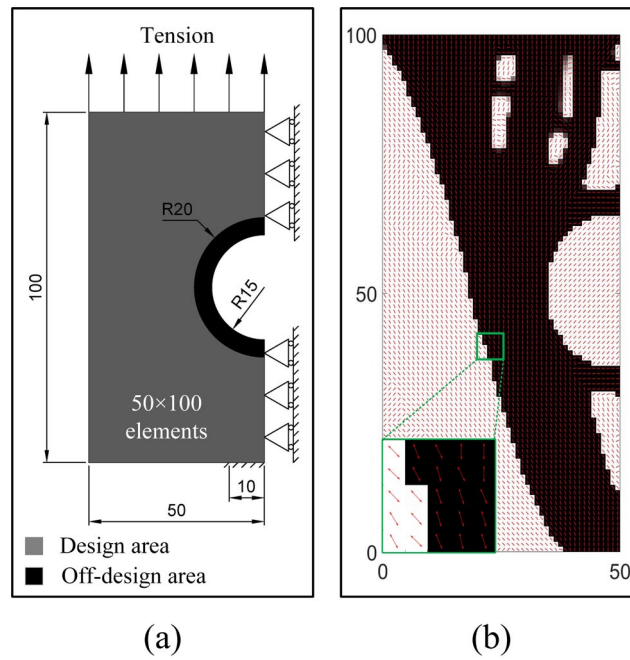 Tension
R20
R15
100
50×100
elements
10
50
Design area
Off-design area
(a)
100
50
0
0
50
(b)